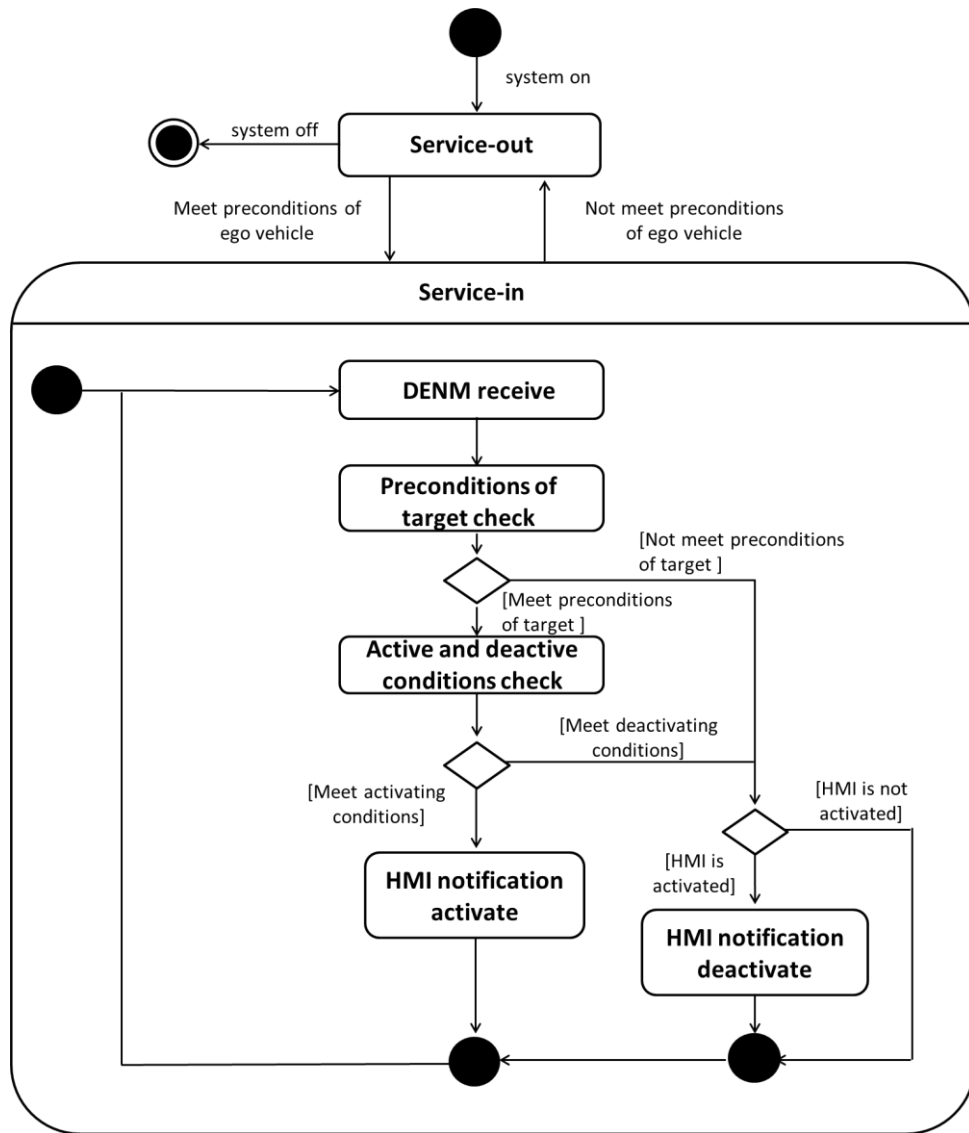 system on
system off
Service-out
Meet preconditions of
ego vehicle
Not meet preconditions
of ego vehicle
Service-in
DENM receive
Preconditions of
target check
[Not meet preconditions
of target ]
[Meet preconditions
of target ]
Active and deactive
conditions check
[Meet deactivating
conditions]
[Meet activating
conditions]
[HMI is not
activated]
[HMI is
activated]
HMI notification
activate
HMI notification
deactivate